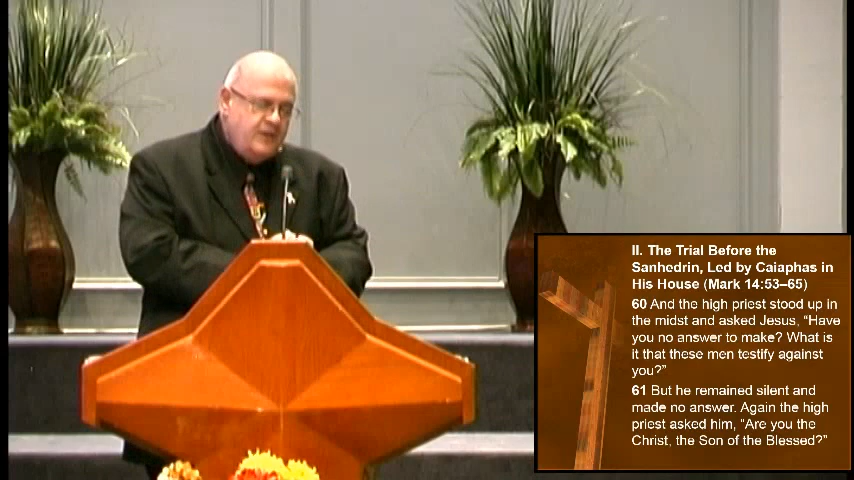 II. The Trial Before the
Sanhedrin, Led by Caiaphas in
His House (Mark 14:53–65)
60 And the high priest stood up in
the midst and asked Jesus, “Have
you no answer to make? What is
it that these men testify against
you?”
61 But he remained silent and
made no answer. Again the high
priest asked him, “Are you the
Christ, the Son of the Blessed?”